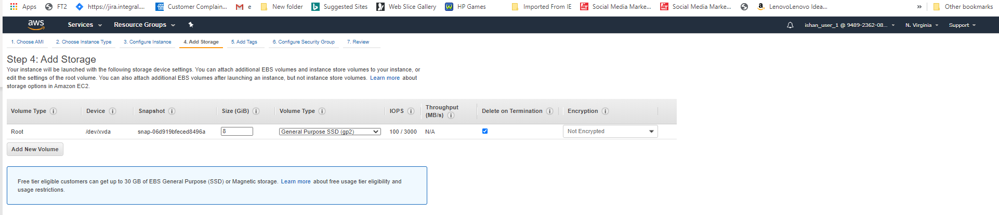 Apps FT2 https://jira.integral... Customer Complain... e New folder Suggested Sites Web Slice Gallery HP Games Imported From IE Social Media Marke... Social Media Marke... LenovoLenovo Idea... » Other bookmarks
aws Services Resource Groups ishan_user_1 @ 9489-2362-08... N. Virginia Support
1. Choose AMI 2. Choose Instance Type 3. Configure Instance 4. Add Storage 5. Add Tags 6. Configure Security Group 7. Review
Step 4: Add Storage
Your instance will be launched with the following storage device settings. You can attach additional EBS volumes and instance store volumes to your instance, or
edit the settings of the root volume. You can also attach additional EBS volumes after launching an instance, but not instance store volumes. Learn more about
storage options in Amazon EC2.
Volume Type i Device i Snapshot i Size (GiB) i Volume Type i IOPS i Throughput (MB/s) i Delete on Termination i Encryption i
Root /dev/xvda snap-06d919bfeced8496a 8 General Purpose SSD (gp2) 100 / 3000 N/A Not Encrypted
Add New Volume
Free tier eligible customers can get up to 30 GB of EBS General Purpose (SSD) or Magnetic storage. Learn more about free usage tier eligibility and
usage restrictions.